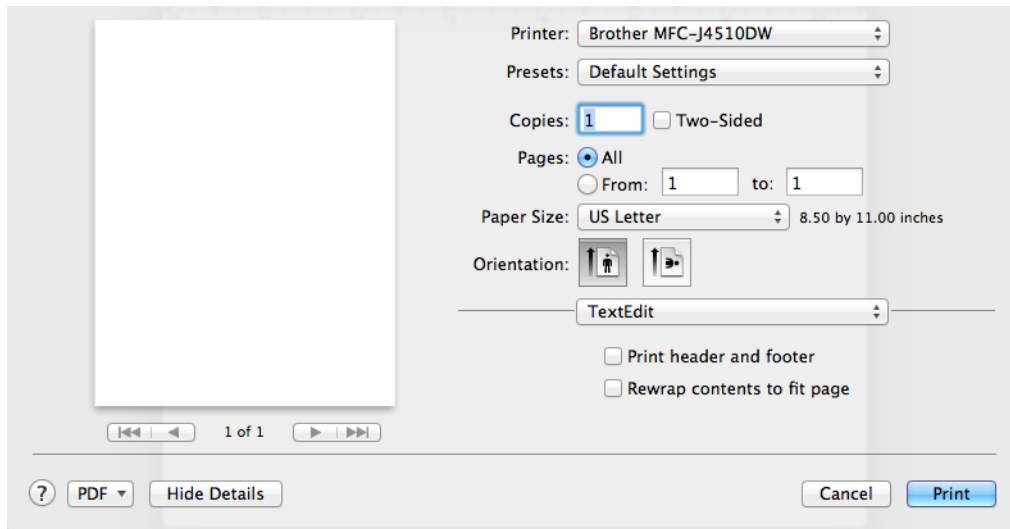 Printer: Brother MFC-J4510DW
Presets: Default Settings
Copies: 1 Two-Sided
Pages: All
From: 1 to: 1
Paper Size: US Letter 8.50 by 11.00 inches
Orientation:
TextEdit
Print header and footer
Rewrap contents to fit page
1 of 1
? PDF Hide Details Cancel Print